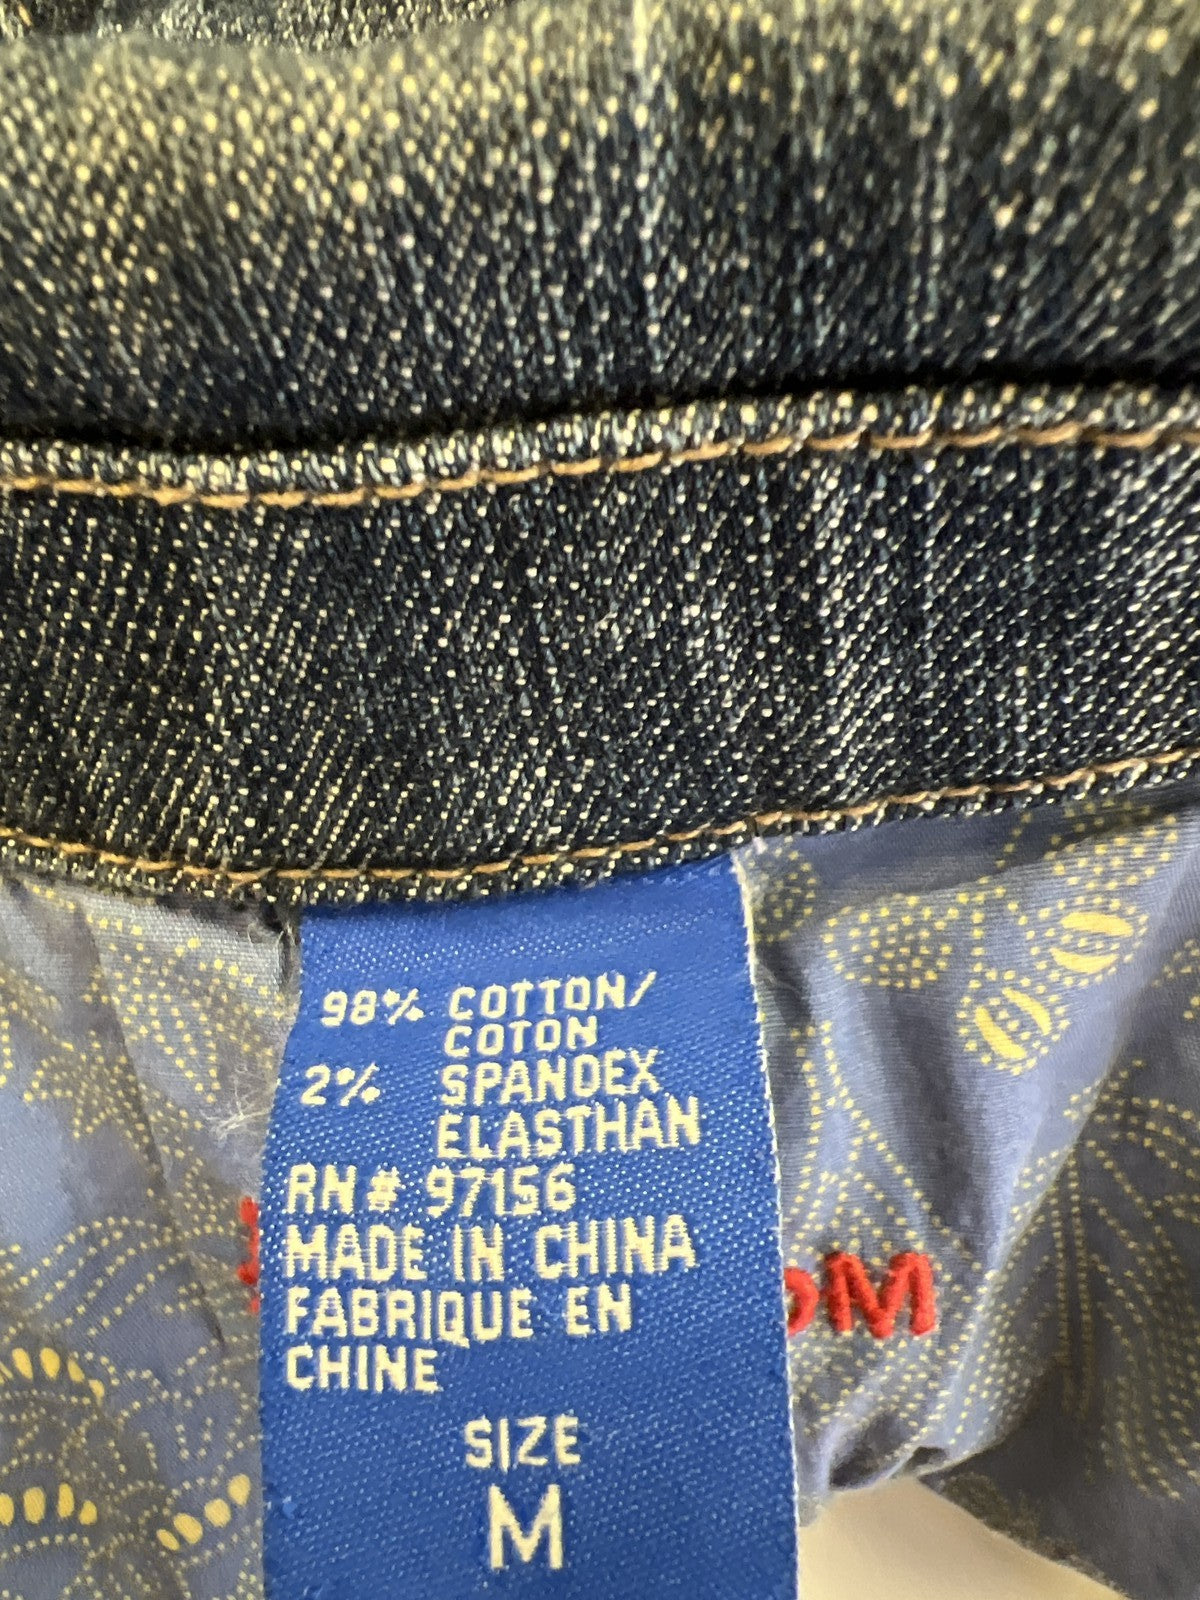 98% COTTON/
COTON
2% SPANDEX
ELASTHAN
RN# 97156
MADE IN CHINA
FABRIQUE EN
CHINE
SIZE
M